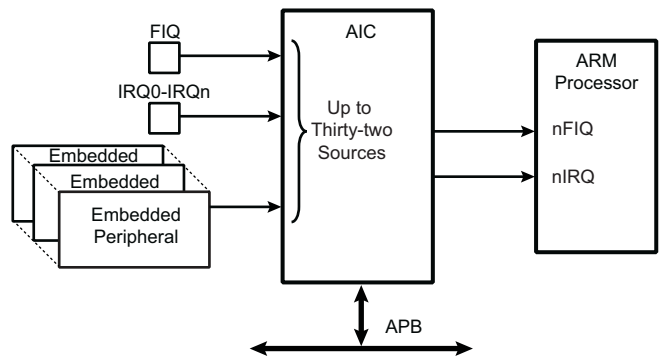 FIQ
AIC
ARM
Processor
IRQ0-IRQn
Up to
Thirty-two
Sources
nFIQ
nIRQ
Embedded
Embedded
Embedded
Peripheral
APB